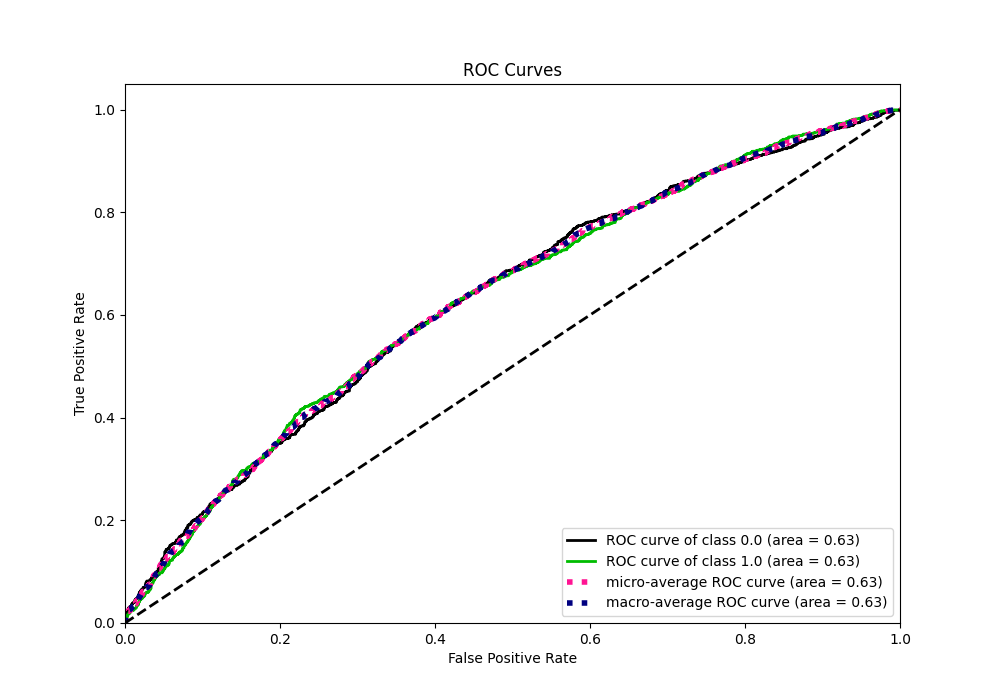 ROC Curves
True Positive Rate
1.0
0.8
0.6
0.4
0.2
0.0
0.0 0.2 0.4 0.6 0.8 1.0
False Positive Rate
ROC curve of class 0.0 (area = 0.63)
ROC curve of class 1.0 (area = 0.63)
micro-average ROC curve (area = 0.63)
macro-average ROC curve (area = 0.63)